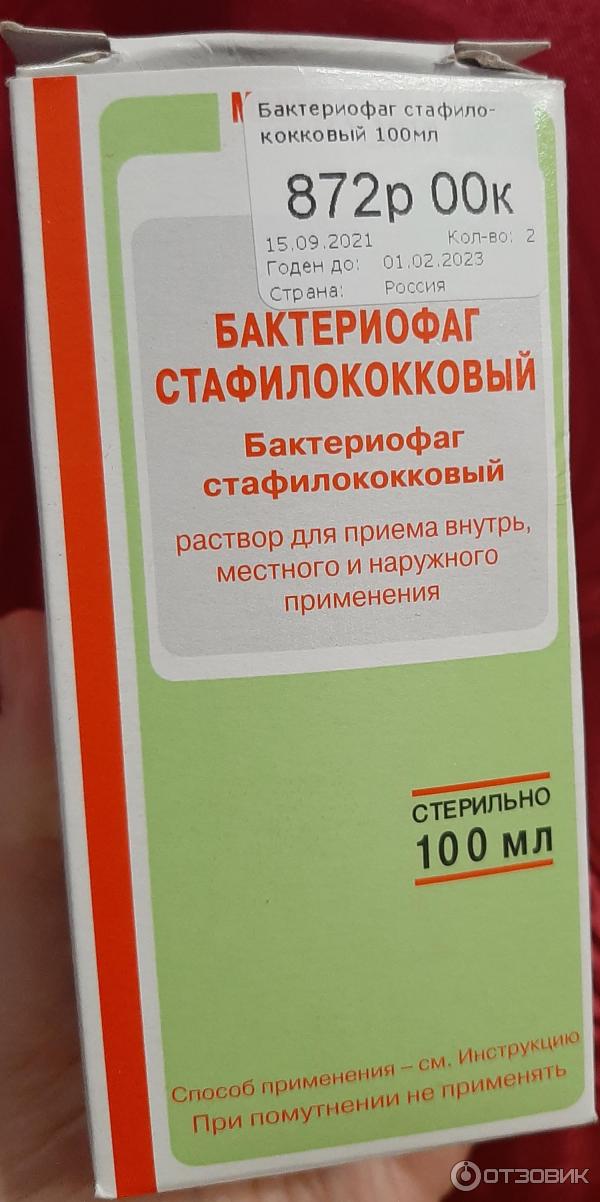 Бактериофаг стафило-
кокковый 100мл
872р 00к
15.09.2021 Кол-во: 2
Годен до: 01.02.2023
Страна: Россия
БАКТЕРИОФАГ
СТАФИЛОКОККОВЫЙ
Бактериофаг
стафилококковый
раствор для приема внутрь,
местного и наружного
применения
СТЕРИЛЬНО
100 мл
Способ применения – см. Инструкцию
При помутнении не применять
ОТЗОВИК